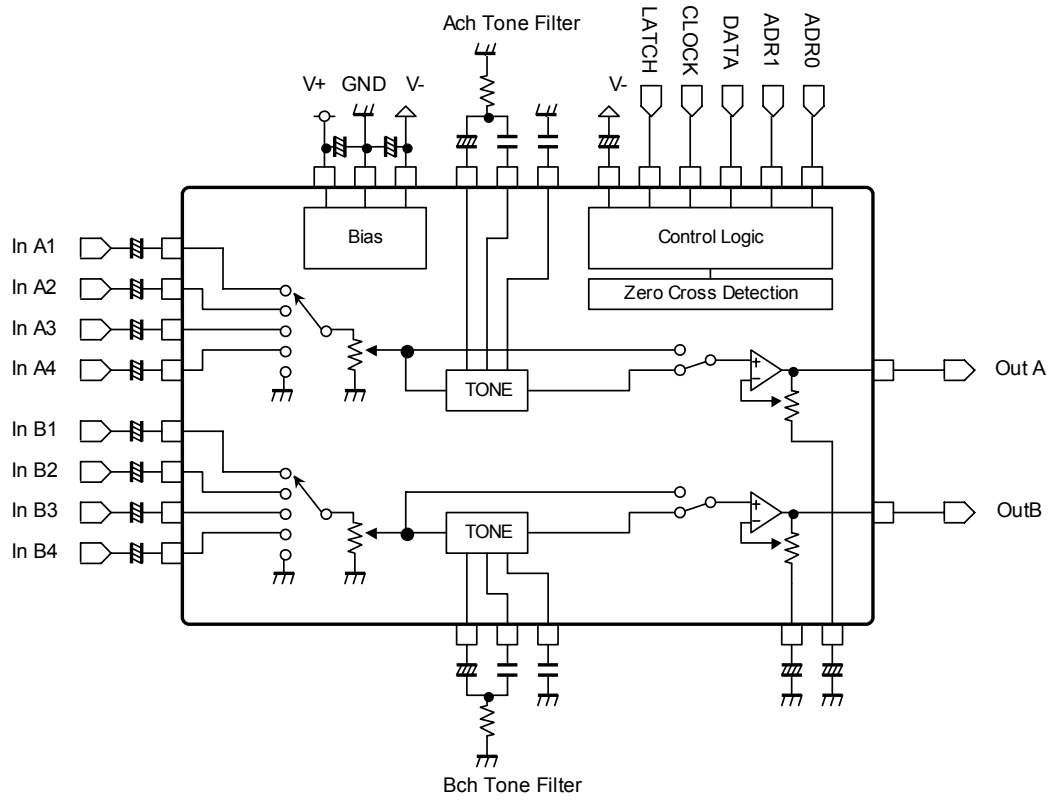 Ach Tone Filter
LATCH
CLOCK
DATA
ADR1
ADR0
V+
GND
V-
V-
Bias
Control Logic
Zero Cross Detection
In A1
In A2
In A3
In A4
TONE
+
−
Out A
In B1
In B2
In B3
In B4
TONE
+
−
OutB
Bch Tone Filter